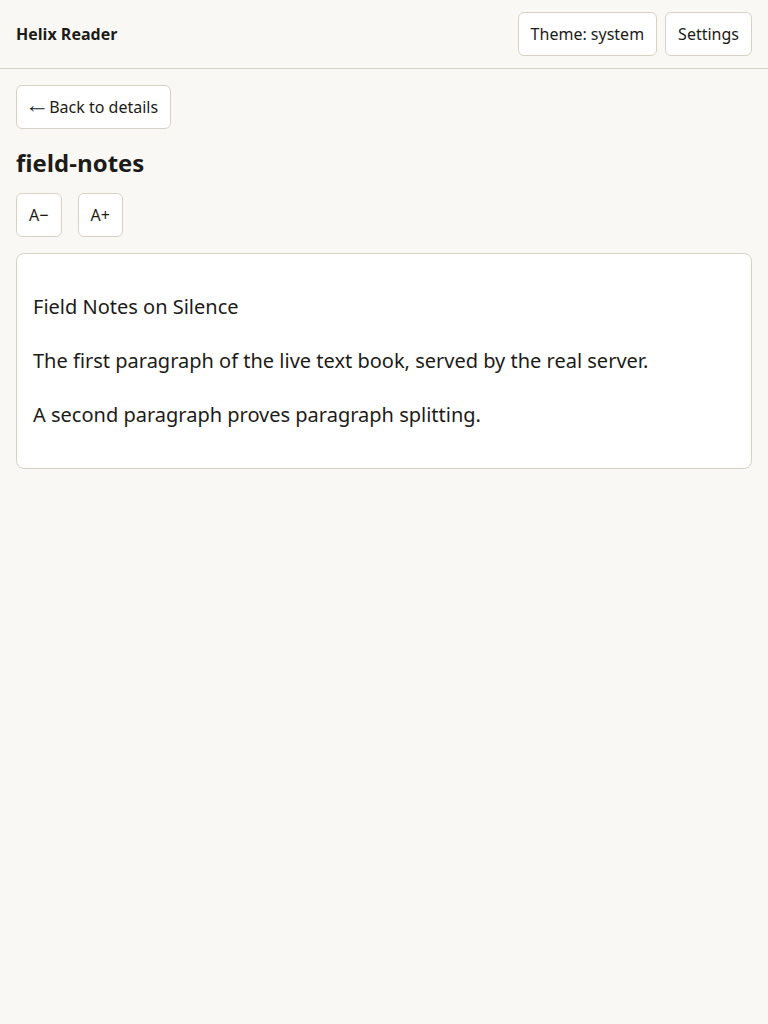 Helix Reader
Theme: system
Settings
← Back to details
field-notes
A−
A+
Field Notes on Silence
The first paragraph of the live text book, served by the real server.
A second paragraph proves paragraph splitting.